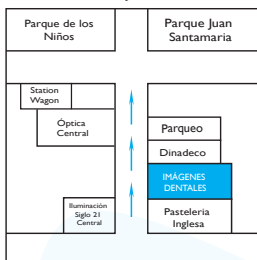 Parque de los
Niños
Parque Juan
Santamaria
Station
Wagon
Óptica
Central
Parqueo
Dinadeco
IMÁGENES
DENTALES
Iluminación
Siglo 21
Central
Pasteleria
Inglesa